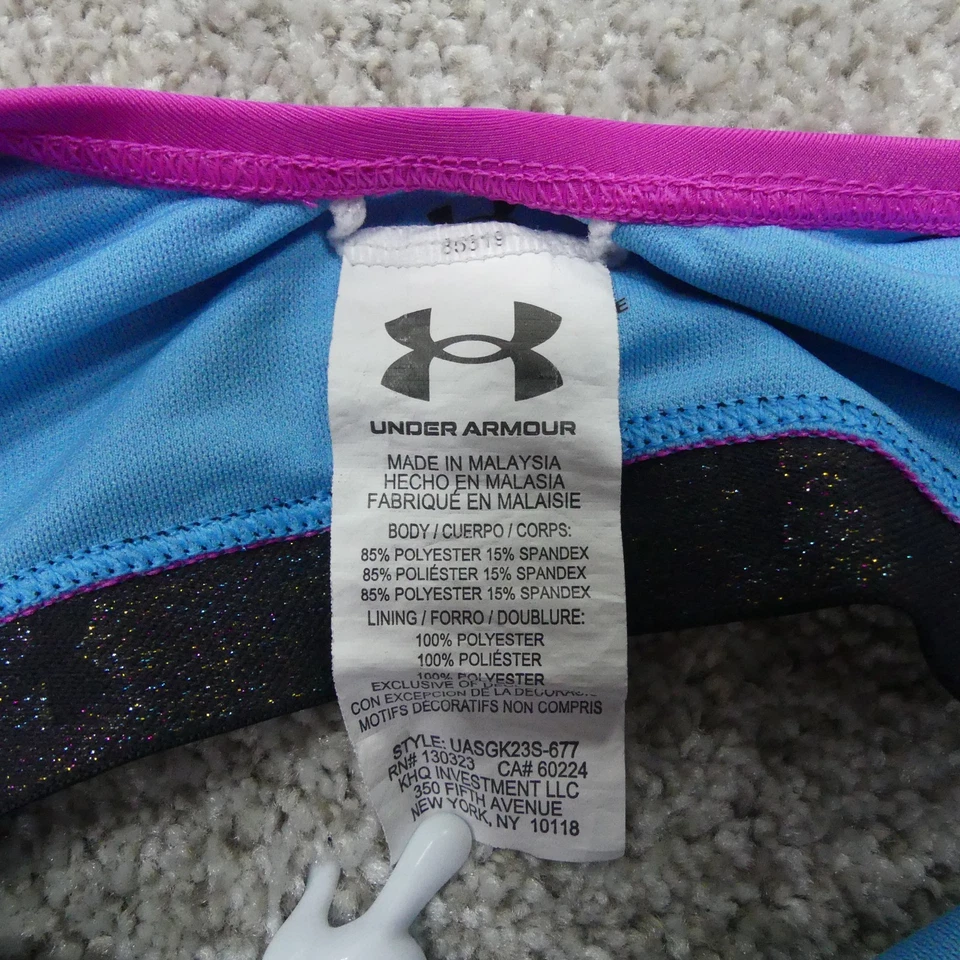 85319
UNDER ARMOUR
MADE IN MALAYSIA
HECHO EN MALASIA
FABRIQUÉ EN MALAISIE
BODY / CUERPO / CORPS:
85% POLYESTER 15% SPANDEX
85% POLIÉSTER 15% SPANDEX
85% POLYESTER 15% SPANDEX
LINING / FORRO / DOUBLURE:
100% POLYESTER
100% POLIÉSTER
100% POLYESTER
EXCLUSIVE OF
CON EXCEPCIÓN DE LA
MOTIFS DÉCORATIFS NON COMPRIS
STYLE: UASGK23S-677
RN# 130323 CA# 60224
KHQ INVESTMENT LLC
350 FIFTH AVENUE
NEW YORK, NY 10118
E